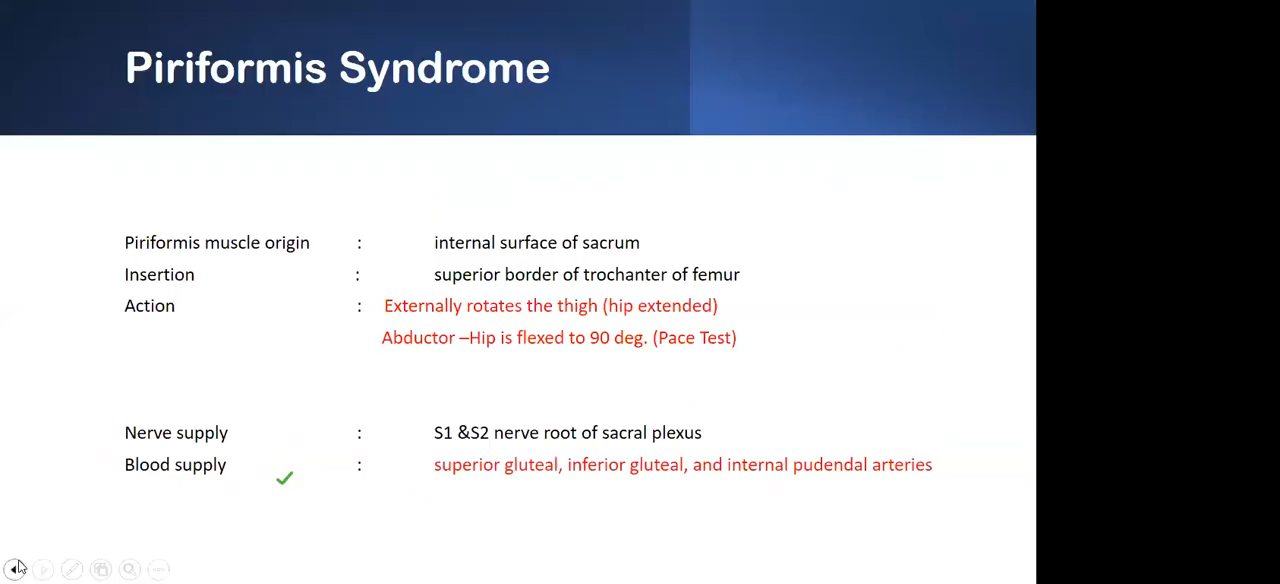 Piriformis Syndrome
Piriformis muscle origin : internal surface of sacrum
Insertion : superior border of trochanter of femur
Action : Externally rotates the thigh (hip extended)
Abductor –Hip is flexed to 90 deg. (Pace Test)
Nerve supply : S1 &S2 nerve root of sacral plexus
Blood supply : superior gluteal, inferior gluteal, and internal pudendal arteries